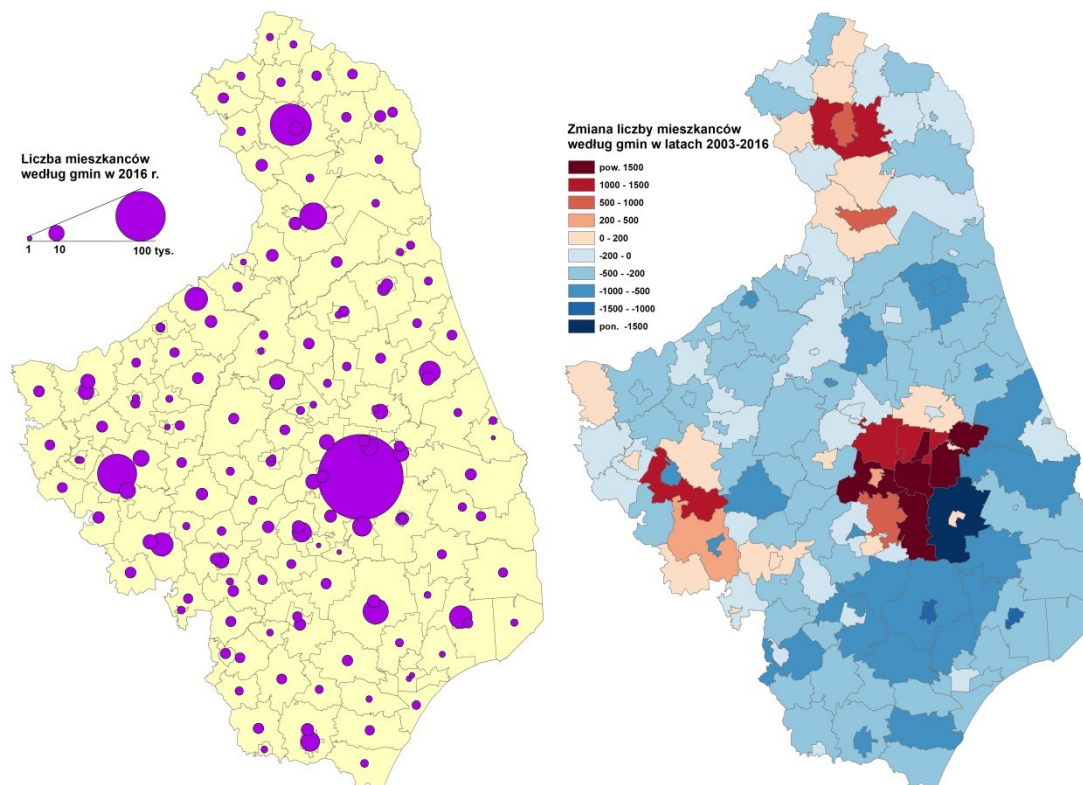 Liczba mieszkanców
według gmin w 2016 r.
1
10
100 tys.
Zmiana liczby mieszkanców
według gmin w latach 2003-2016
pow. 1500
1000 - 1500
500 - 1000
200 - 500
0 - 200
-200 - 0
-500 - -200
-1000 - -500
-1500 - -1000
pon. -1500